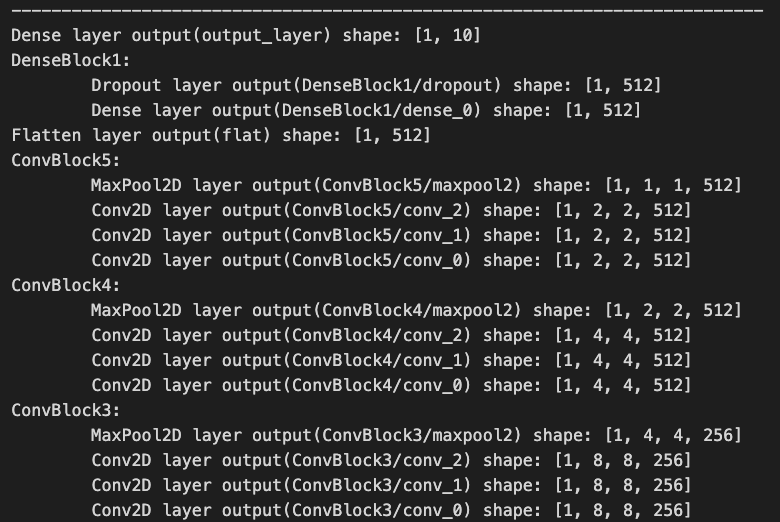 --------------------------------------------------------------------------
Dense layer output(output_layer) shape: [1, 10]
DenseBlock1:
        Dropout layer output(DenseBlock1/dropout) shape: [1, 512]
        Dense layer output(DenseBlock1/dense_0) shape: [1, 512]
Flatten layer output(flat) shape: [1, 512]
ConvBlock5:
        MaxPool2D layer output(ConvBlock5/maxpool2) shape: [1, 1, 1, 512]
        Conv2D layer output(ConvBlock5/conv_2) shape: [1, 2, 2, 512]
        Conv2D layer output(ConvBlock5/conv_1) shape: [1, 2, 2, 512]
        Conv2D layer output(ConvBlock5/conv_0) shape: [1, 2, 2, 512]
ConvBlock4:
        MaxPool2D layer output(ConvBlock4/maxpool2) shape: [1, 2, 2, 512]
        Conv2D layer output(ConvBlock4/conv_2) shape: [1, 4, 4, 512]
        Conv2D layer output(ConvBlock4/conv_1) shape: [1, 4, 4, 512]
        Conv2D layer output(ConvBlock4/conv_0) shape: [1, 4, 4, 512]
ConvBlock3:
        MaxPool2D layer output(ConvBlock3/maxpool2) shape: [1, 4, 4, 256]
        Conv2D layer output(ConvBlock3/conv_2) shape: [1, 8, 8, 256]
        Conv2D layer output(ConvBlock3/conv_1) shape: [1, 8, 8, 256]
        Conv2D layer output(ConvBlock3/conv_0) shape: [1, 8, 8, 256]